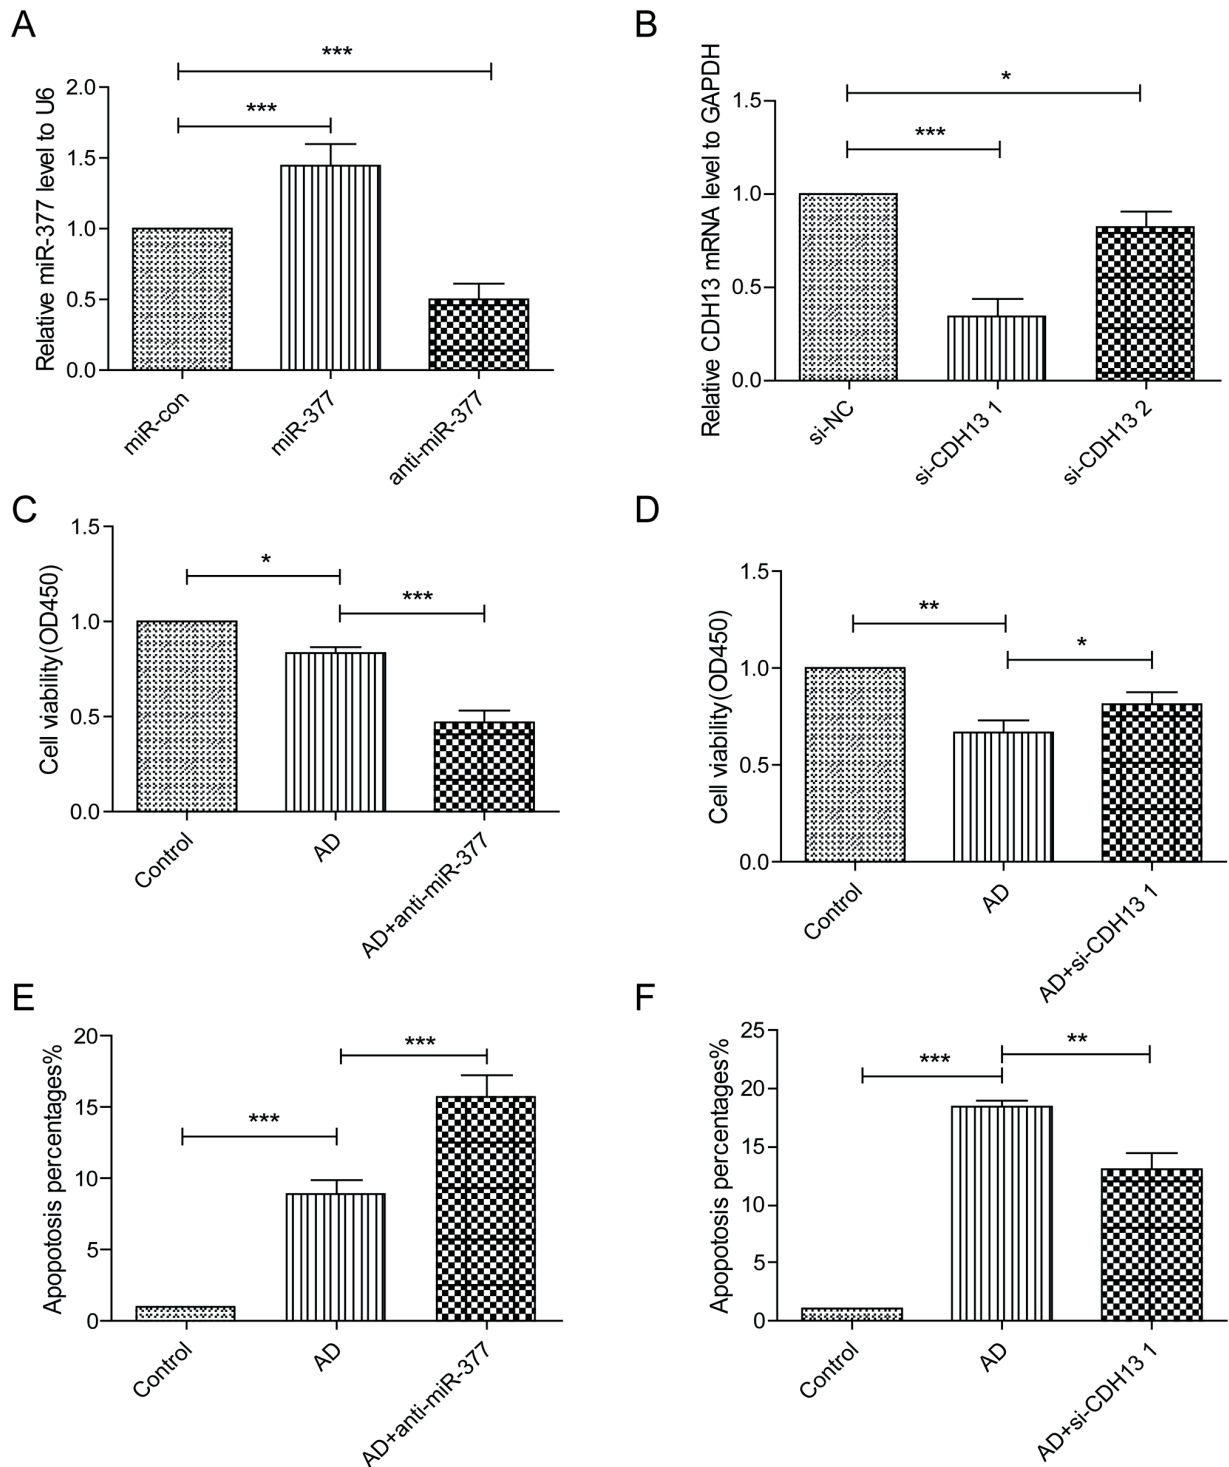 A
Relative miR-377 level to U6
2.0
1.5
1.0
0.5
0.0
***
***
miR-con
miR-377
anti-miR-377
B
Relative CDH13 mRNA level to GAPDH
1.5
1.0
0.5
0.0
*
***
si-NC
si-CDH13 1
si-CDH13 2
C
Cell viability(OD450)
1.5
1.0
0.5
0.0
*
***
Control
AD
AD+anti-miR-377
D
Cell viability(OD450)
1.5
1.0
0.5
0.0
**
*
Control
AD
AD+si-CDH13 1
E
Apopotosis percentages%
20
15
10
5
0
***
***
Control
AD
AD+anti-miR-377
F
Apopotosis percentages%
25
20
15
10
5
0
***
**
Control
AD
AD+si-CDH13 1